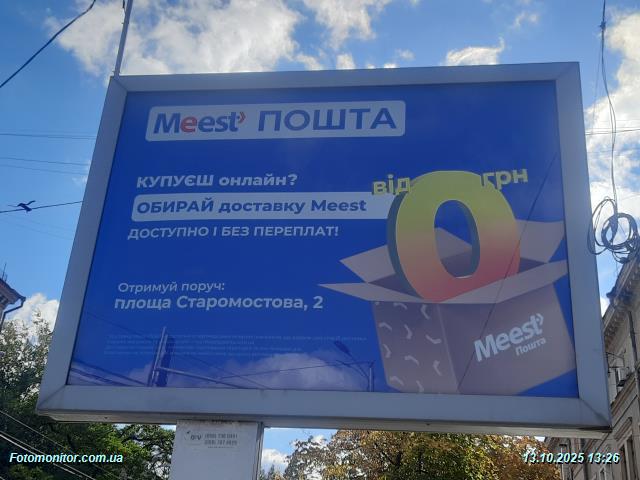 Meest ПОШТА
КУПУЄШ онлайн?
ОБИРАЙ доставку Meest
ДОСТУПНО І БЕЗ ПЕРЕПЛАТ!
від 0 грн
Отримуй поруч:
площа Старомостова, 2
Meest
Пошта
Fotomonitor.com.ua
13.10.2025 13:26